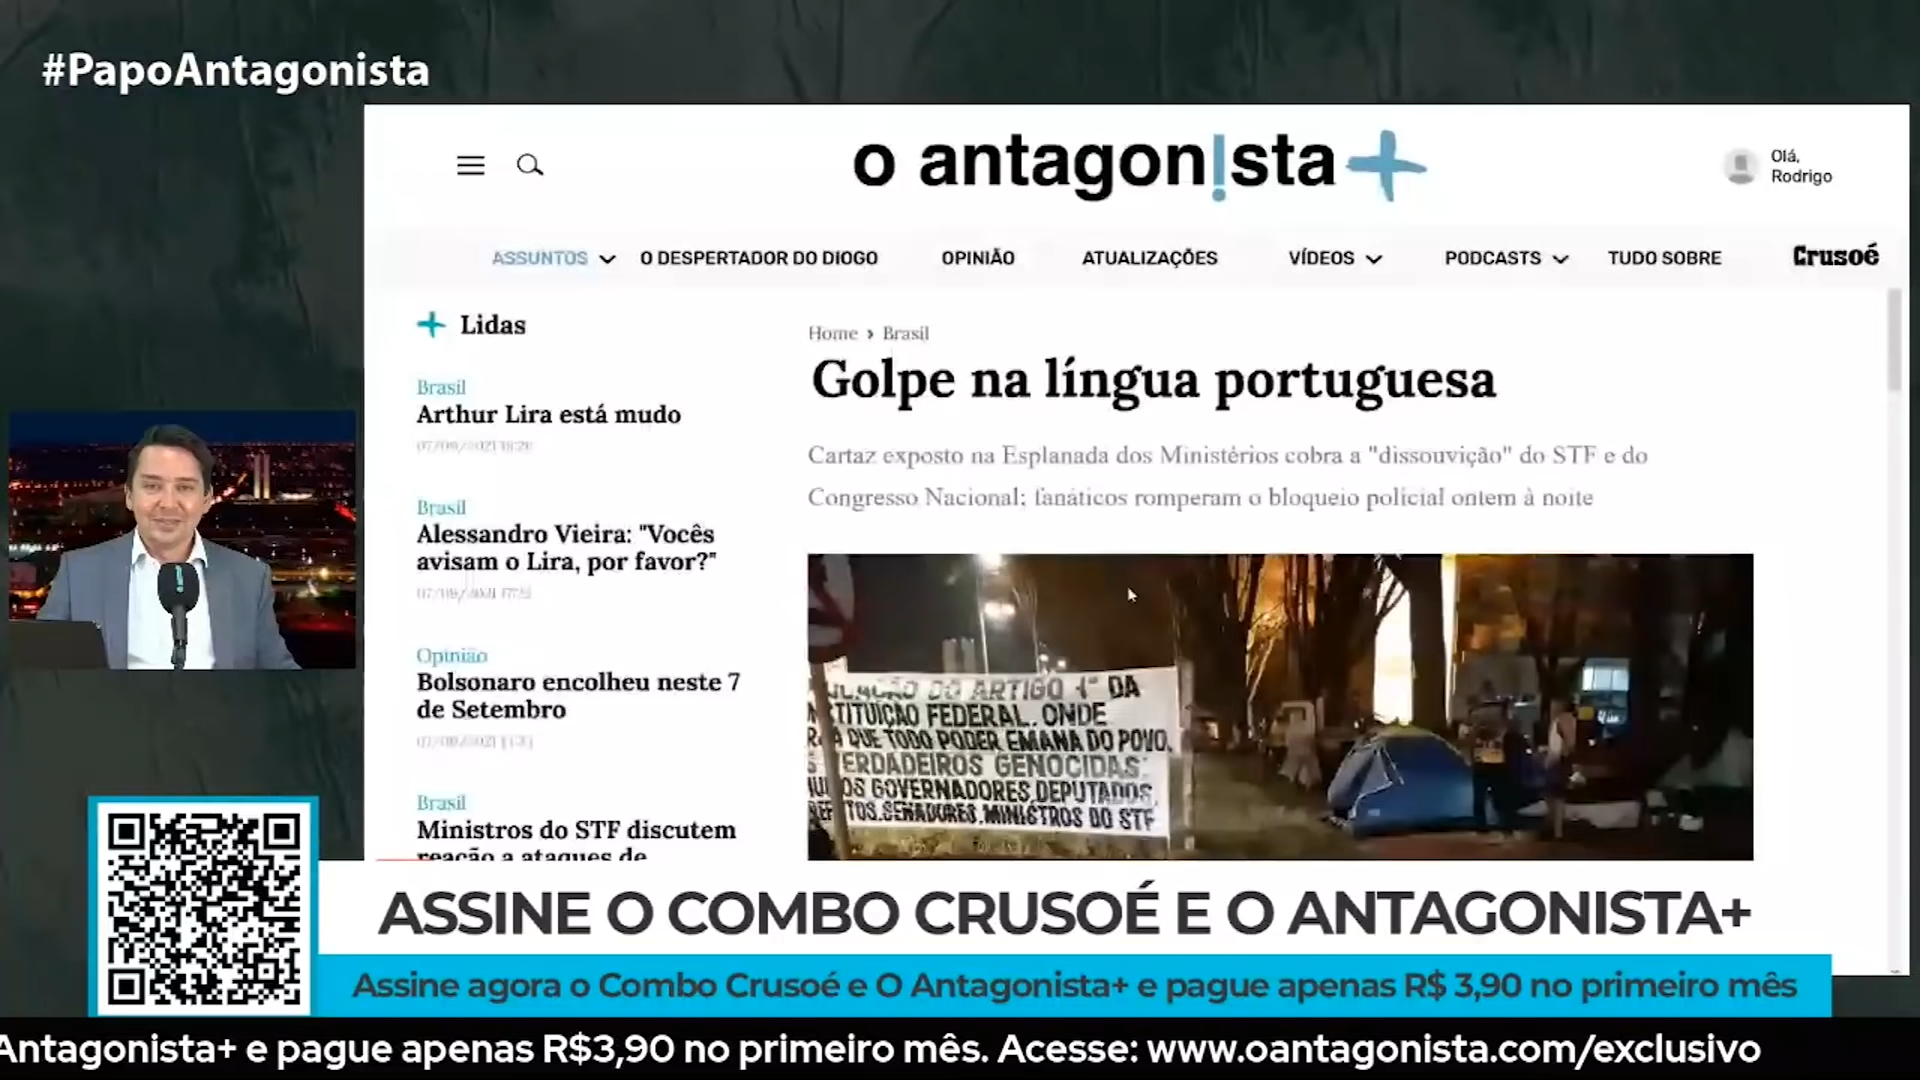 #PapoAntagonista
o antagon!sta+
Olá,
Rodrigo
ASSUNTOS
O DESPERTADOR DO DIOGO
OPINIÃO
ATUALIZAÇÕES
VÍDEOS
PODCASTS
TUDO SOBRE
Crusoé
+ Lidas
Brasil
Arthur Lira está mudo
Brasil
Alessandro Vieira: "Vocês
avisam o Lira, por favor?"
Opinião
Bolsonaro encolheu neste 7
de Setembro
Brasil
Ministros do STF discutem
reação a ataques de
Home › Brasil
Golpe na língua portuguesa
Cartaz exposto na Esplanada dos Ministérios cobra a "dissouvição" do STF e do
Congresso Nacional; fanáticos romperam o bloqueio policial ontem à noite
DO ARTIGO 1° DA
FEDERAL. ONDE
QUE TODO PODER EMANA DO POVO.
VERDADEIROS GENOCIDAS:
OS GOVERNADORES, DEPUTADOS,
SENADORES, MINISTROS DO STF
ASSINE O COMBO CRUSOÉ E O ANTAGONISTA+
Assine agora o Combo Crusoé e O Antagonista+ e pague apenas R$ 3,90 no primeiro mês
Antagonista+ e pague apenas R$3,90 no primeiro mês. Acesse: www.oantagonista.com/exclusivo